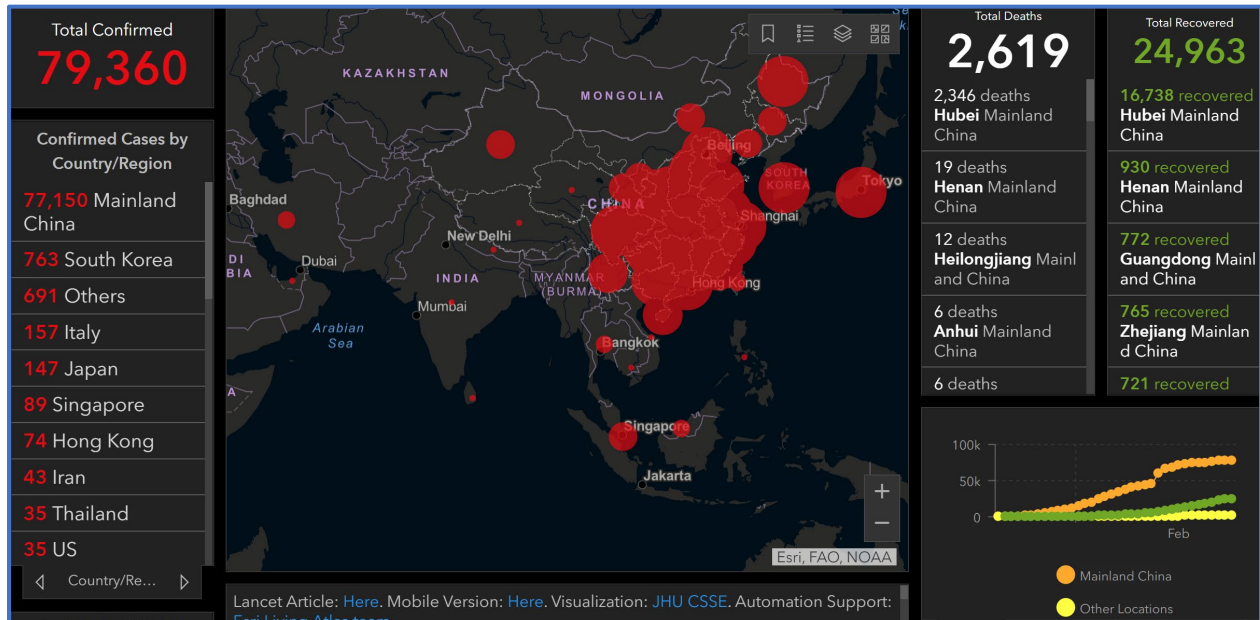 Total Confirmed
79,360
Confirmed Cases by
Country/Region
77,150 Mainland
China
763 South Korea
691 Others
157 Italy
147 Japan
89 Singapore
74 Hong Kong
43 Iran
35 Thailand
35 US
Country/Re...
KAZAKHSTAN
MONGOLIA
Beijing
SOUTH
KOREA
Tokyo
Baghdad
CHINA
Shanghai
New Delhi
Dubai
INDIA
MYANMAR
(BURMA)
Hong Kong
Mumbai
Arabian
Sea
Bangkok
Singapore
Jakarta
+
−
Esri, FAO, NOAA
Lancet Article: Here. Mobile Version: Here. Visualization: JHU CSSE. Automation Support:
Total Deaths
2,619
2,346 deaths
Hubei Mainland
China
19 deaths
Henan Mainland
China
12 deaths
Heilongjiang Mainl
and China
6 deaths
Anhui Mainland
China
6 deaths
Total Recovered
24,963
16,738 recovered
Hubei Mainland
China
930 recovered
Henan Mainland
China
772 recovered
Guangdong Mainl
and China
765 recovered
Zhejiang Mainlan
d China
721 recovered
100k
50k
0
Feb
Mainland China
Other Locations